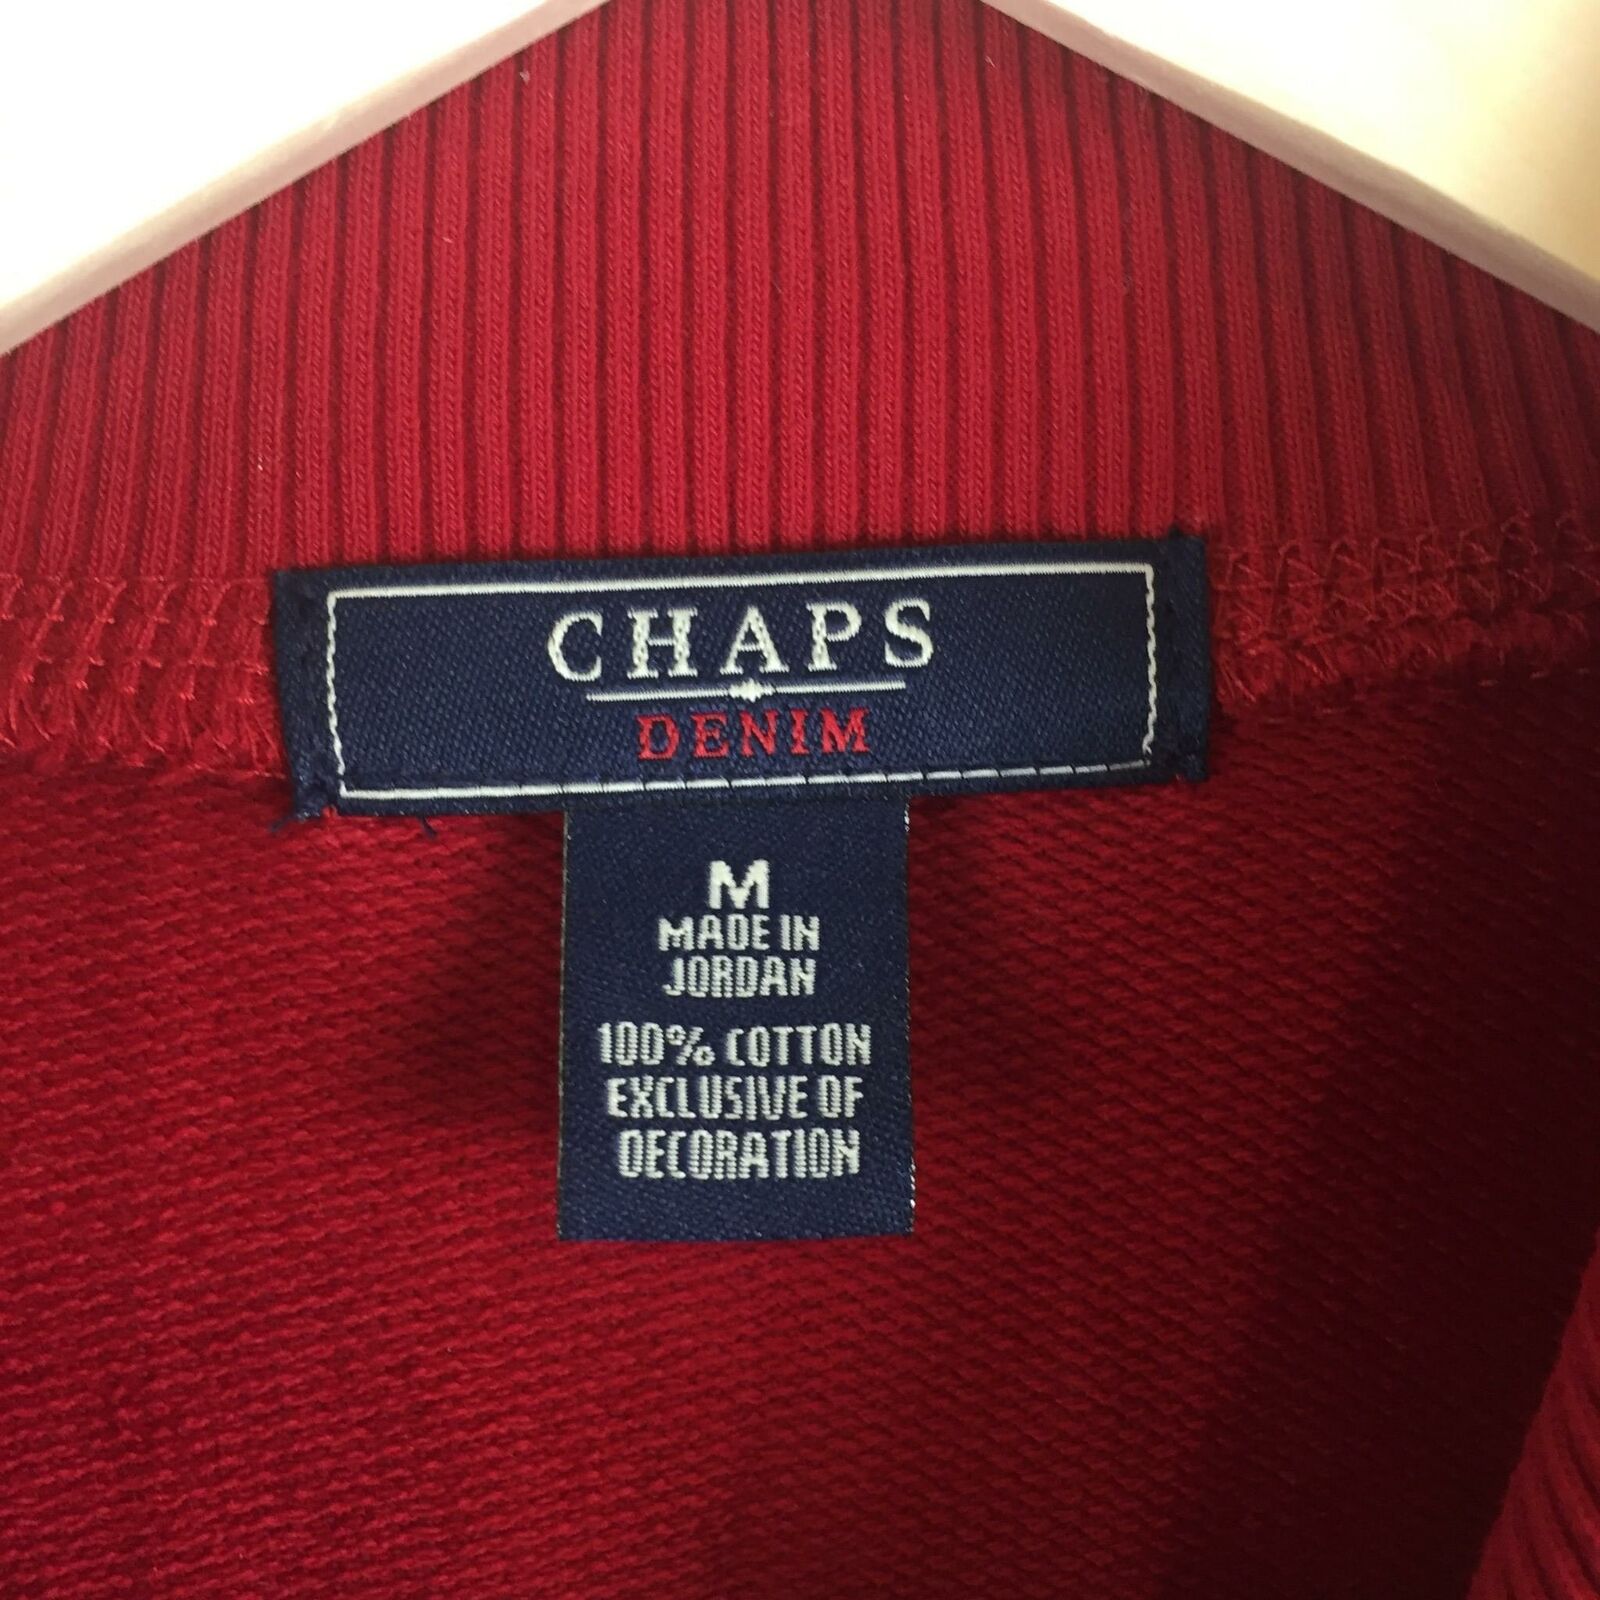 CHAPS
DENIM
M
MADE IN
JORDAN
100% COTTON
EXCLUSIVE OF
DECORATION